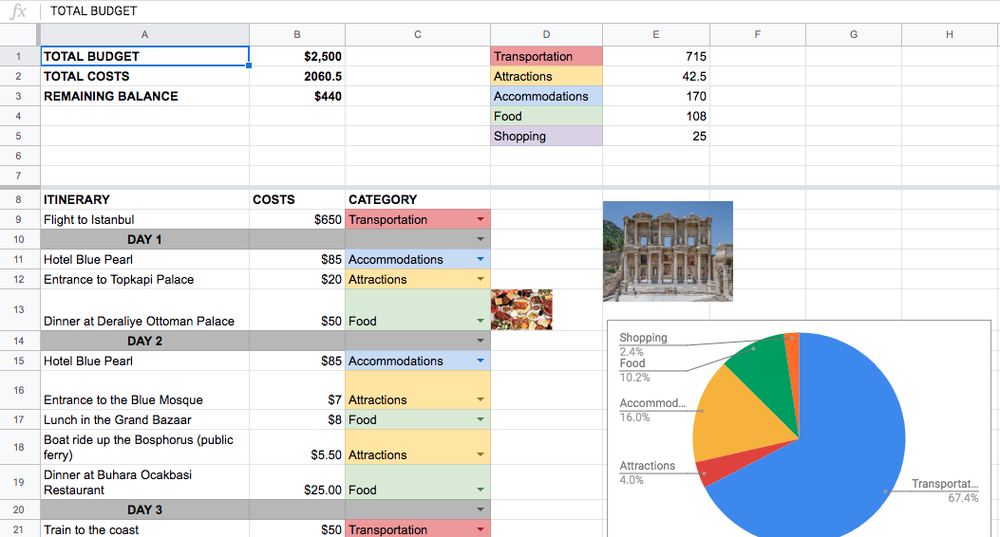 fx TOTAL BUDGET
A B C D E F G H
1 TOTAL BUDGET $2,500 Transportation 715
2 TOTAL COSTS 2060.5 Attractions 42.5
3 REMAINING BALANCE $440 Accommodations 170
4 Food 108
5 Shopping 25
6
7
8 ITINERARY COSTS CATEGORY
9 Flight to Istanbul $650 Transportation
10 DAY 1
11 Hotel Blue Pearl $85 Accommodations
12 Entrance to Topkapi Palace $20 Attractions
13 Dinner at Deraliye Ottoman Palace $50 Food
14 DAY 2
15 Hotel Blue Pearl $85 Accommodations
16 Entrance to the Blue Mosque $7 Attractions
17 Lunch in the Grand Bazaar $8 Food
18 Boat ride up the Bosphorus (public
ferry) $5.50 Attractions
19 Dinner at Buhara Ocakbasi
Restaurant $25.00 Food
20 DAY 3
21 Train to the coast $50 Transportation
Shopping
2.4%
Food
10.2%
Accommod...
16.0%
Attractions
4.0%
Transportat...
67.4%